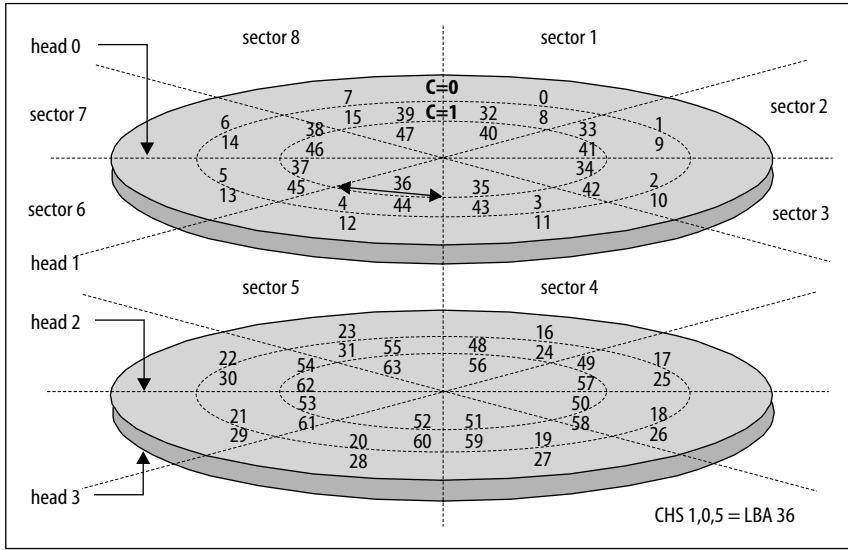 sector 8 sector 1
head 0
C=0
7 0
sector 7 C=1 sector 2
6 15 39 32 8 1
14 38 47 40 33 9
46 41
37 34
5 36 35 2
13 45 42 10
sector 6 4 44 43 3 sector 3
12 11
head 1
sector 5 sector 4
head 2
23 16
22 31 55 48 24 17
30 54 63 56 49 25
62 57
53 50
21 61 52 51 58 18
29 20 60 59 19 26
28 27
head 3
CHS 1,0,5 = LBA 36